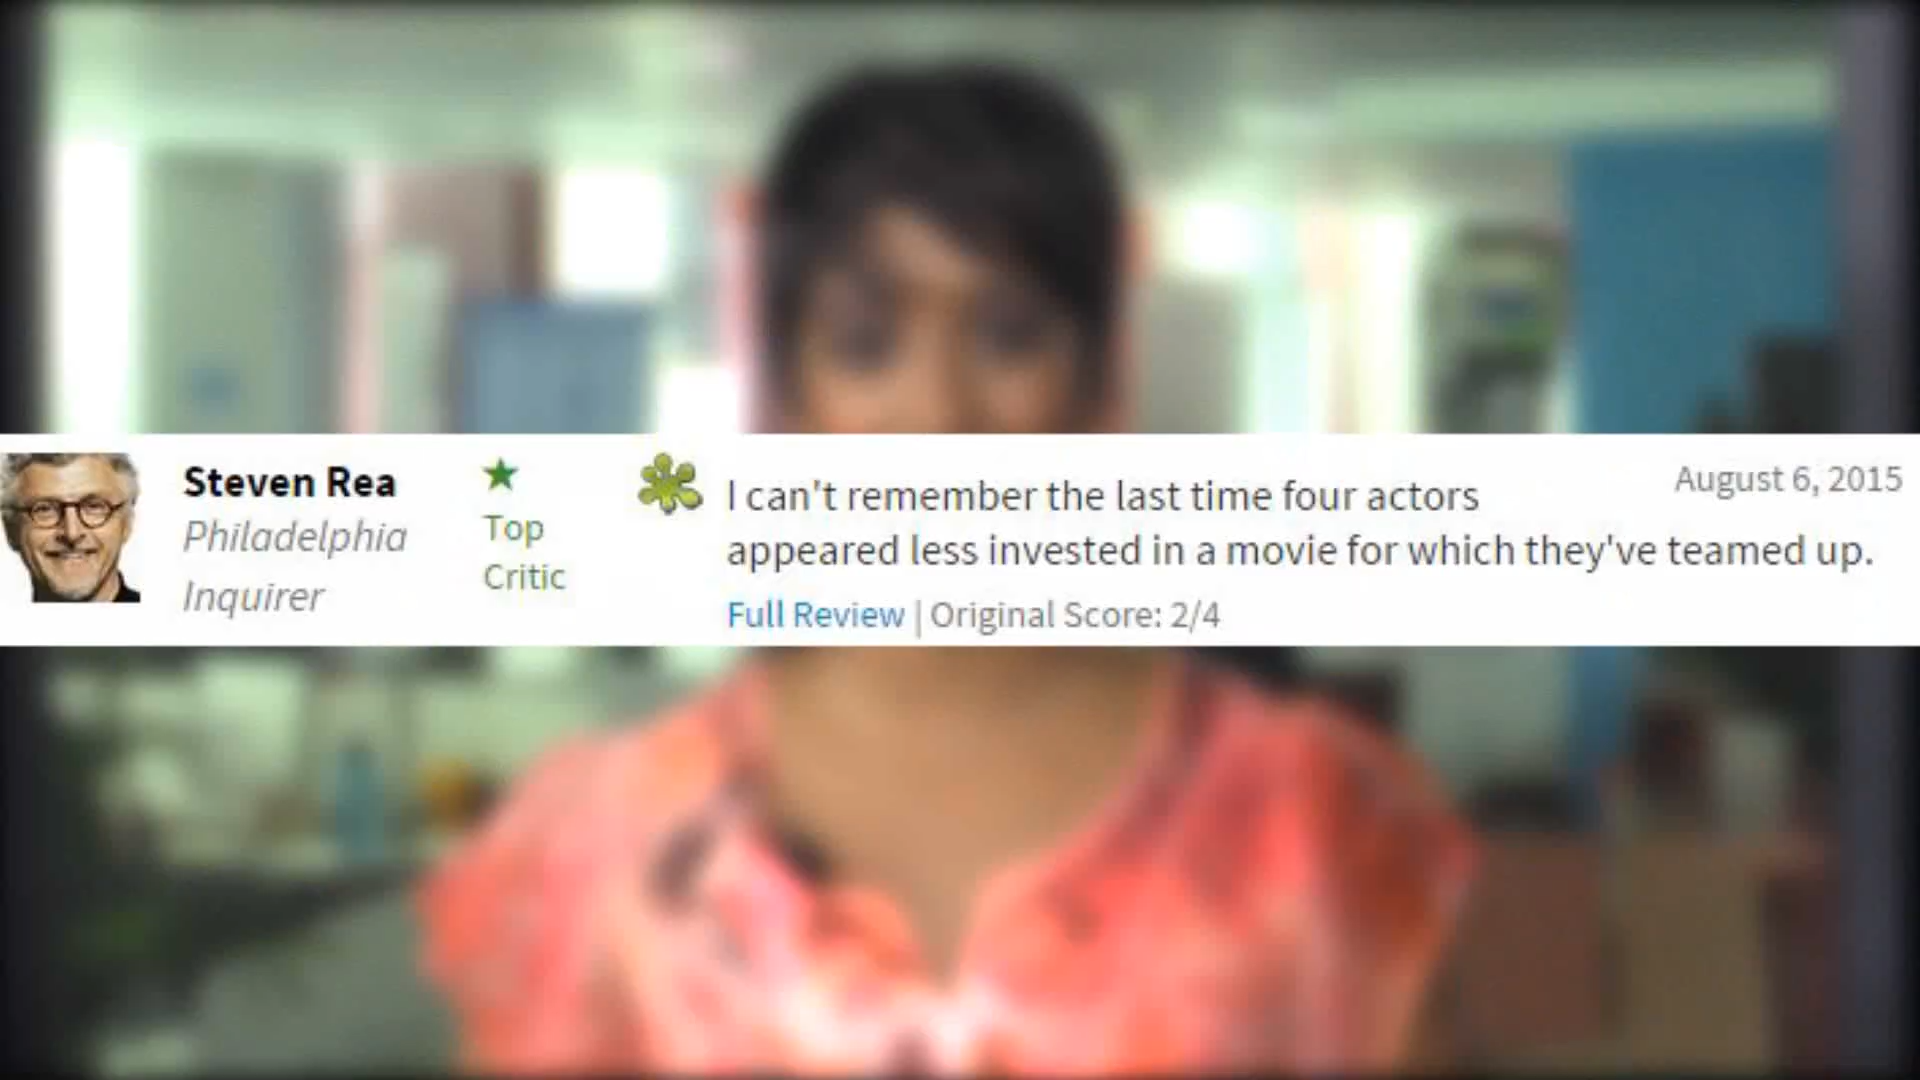 Steven Rea
Philadelphia
Inquirer
Top
Critic
I can't remember the last time four actors
appeared less invested in a movie for which they've teamed up.
Full Review | Original Score: 2/4
August 6, 2015